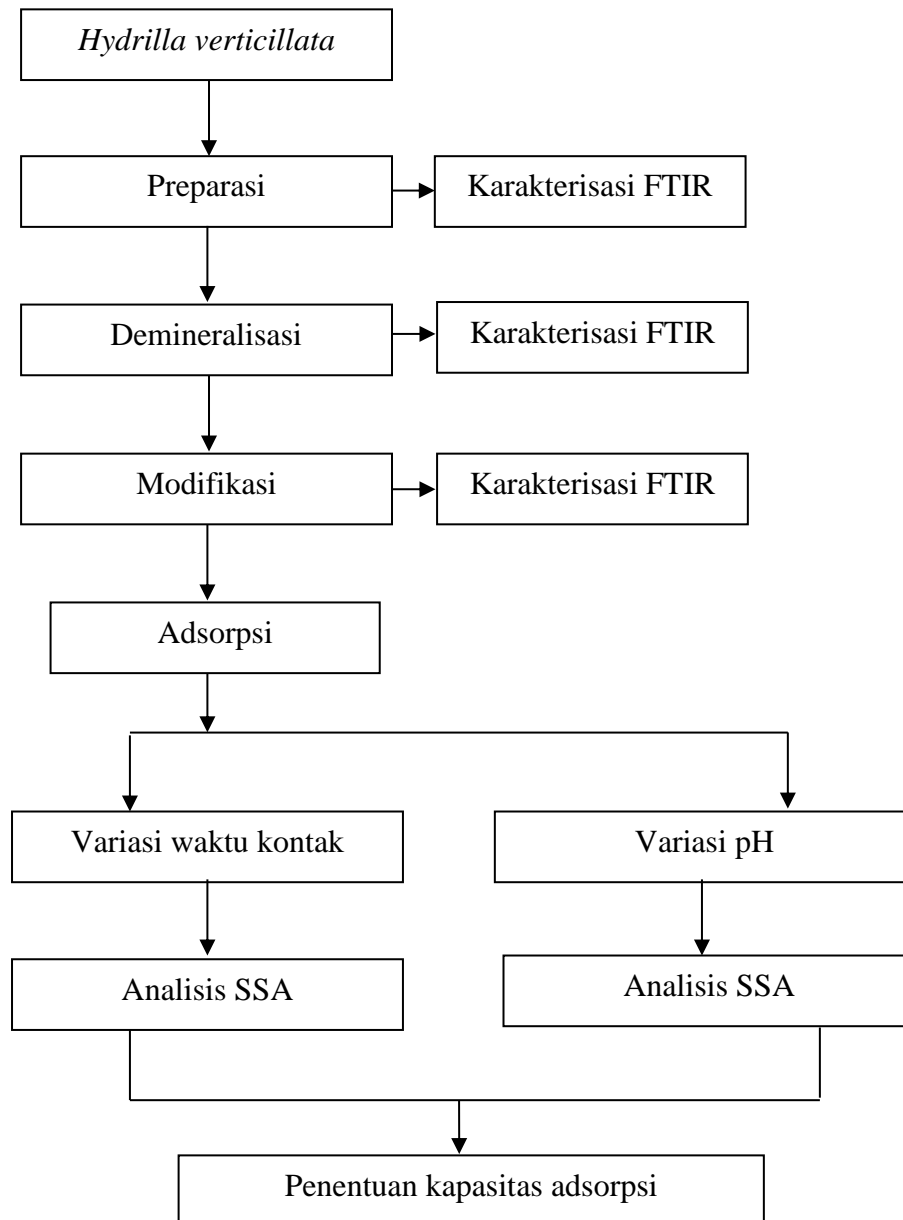 Hydrilla verticillata
Preparasi
Karakterisasi FTIR
Demineralisasi
Karakterisasi FTIR
Modifikasi
Karakterisasi FTIR
Adsorpsi
Variasi waktu kontak
Variasi pH
Analisis SSA
Analisis SSA
Penentuan kapasitas adsorpsi